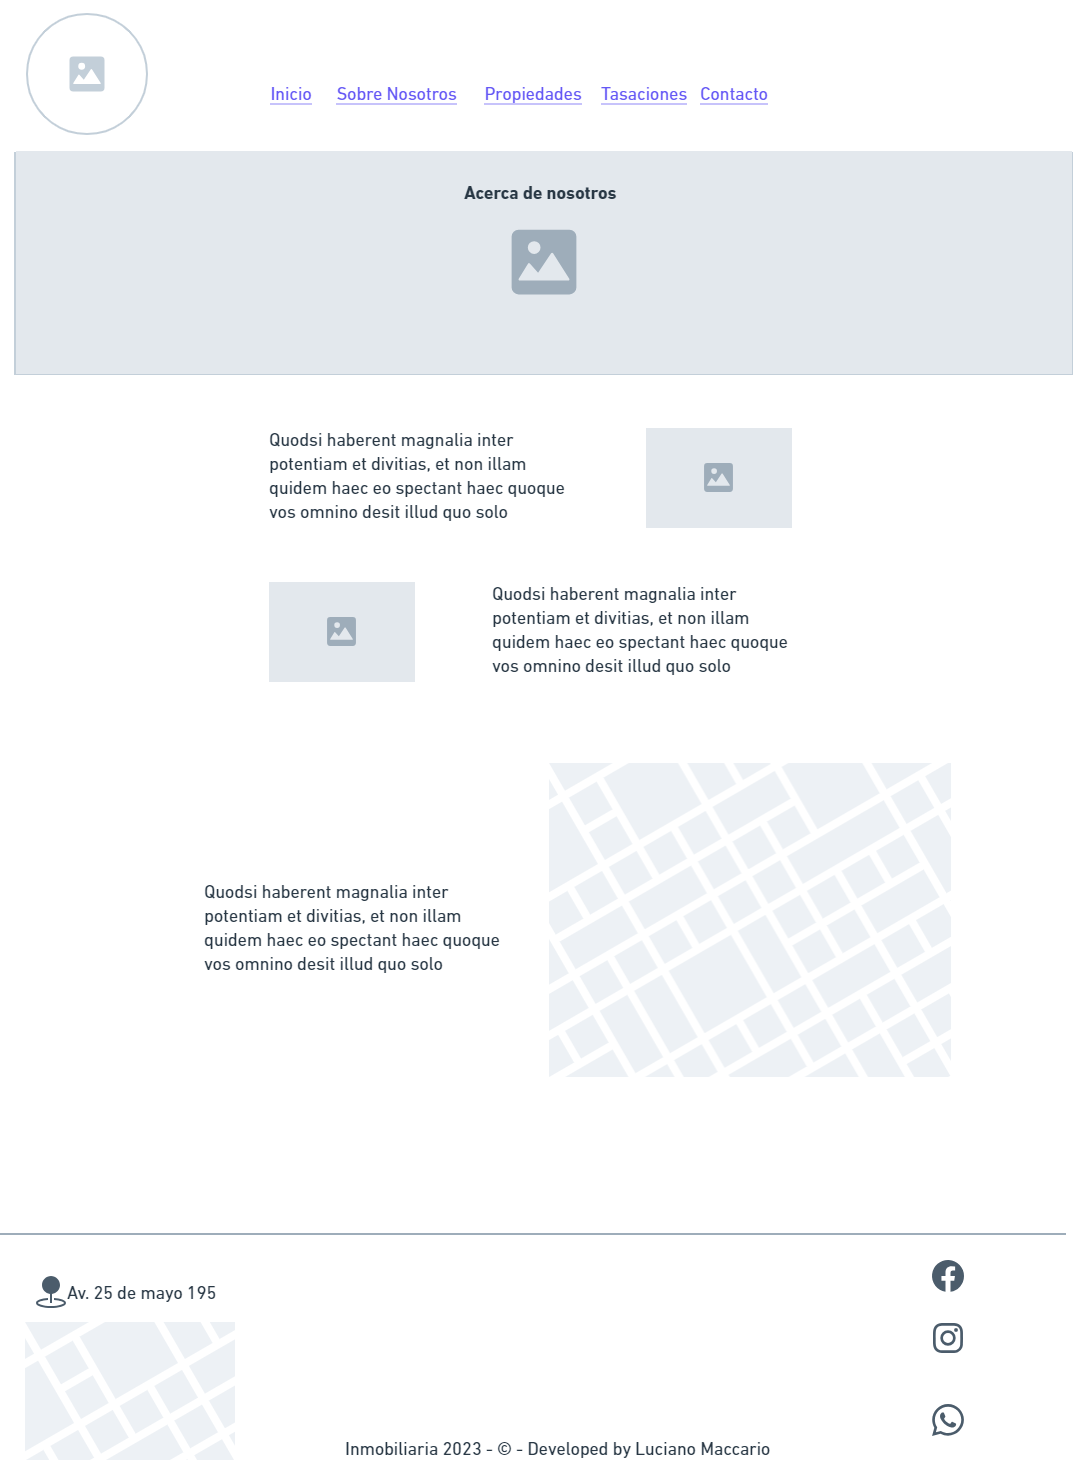 Inicio Sobre Nosotros Propiedades Tasaciones Contacto
Acerca de nosotros
Quodsi haberent magnalia inter
potentiam et divitias, et non illam
quidem haec eo spectant haec quoque
vos omnino desit illud quo solo
Quodsi haberent magnalia inter
potentiam et divitias, et non illam
quidem haec eo spectant haec quoque
vos omnino desit illud quo solo
Quodsi haberent magnalia inter
potentiam et divitias, et non illam
quidem haec eo spectant haec quoque
vos omnino desit illud quo solo
Av. 25 de mayo 195
Inmobiliaria 2023 - © - Developed by Luciano Maccario